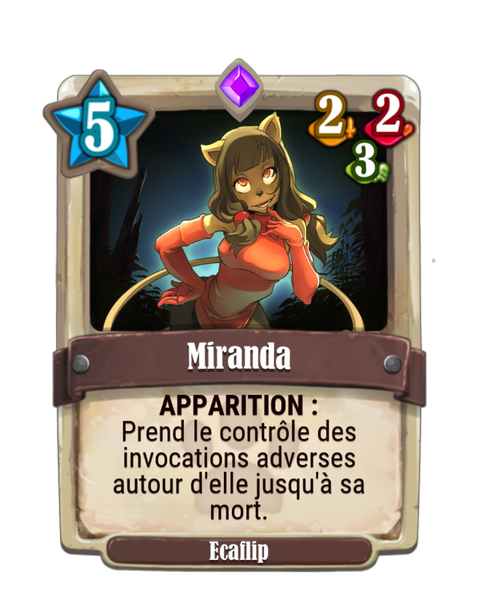 5
2 2
3
Miranda
APPARITION :
Prend le contrôle des
invocations adverses
autour d'elle jusqu'à sa
mort.
Ecaflip